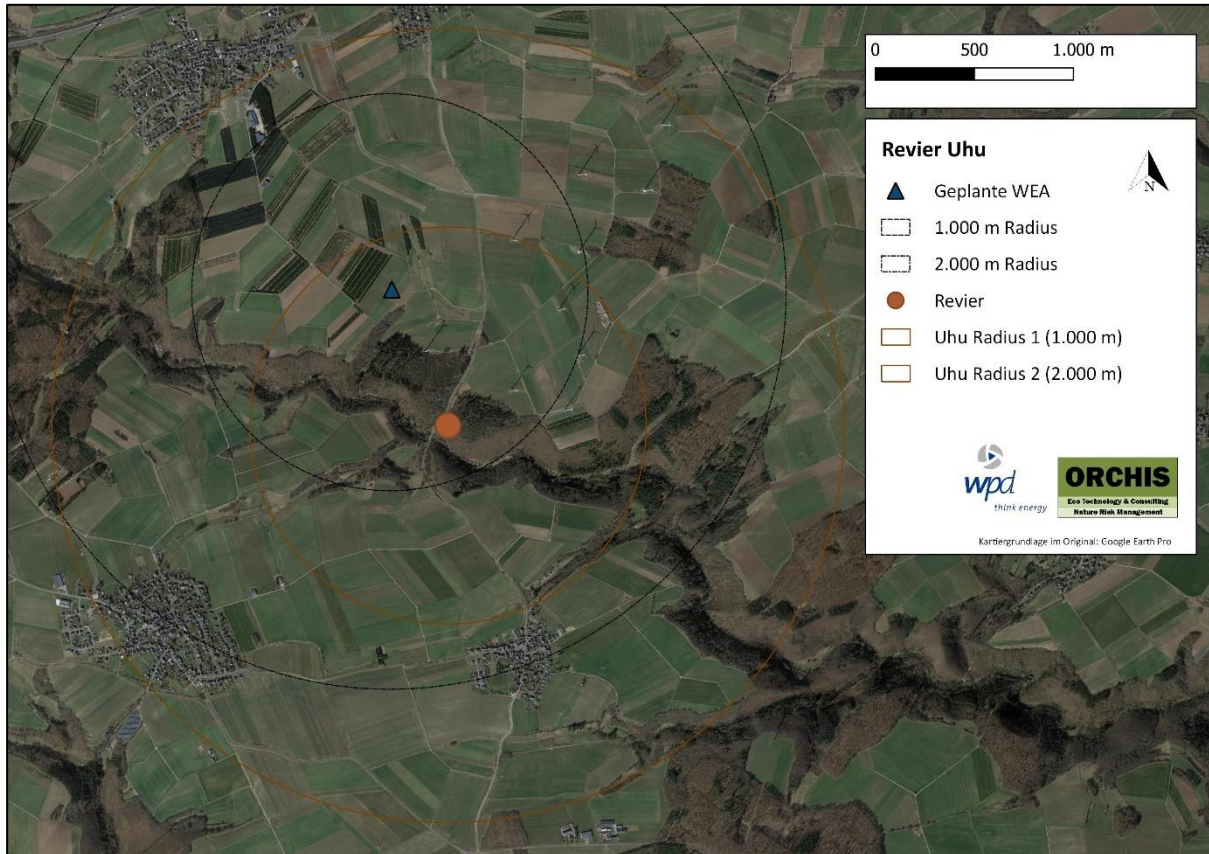 0 500 1.000 m
Revier Uhu
N
Geplante WEA
1.000 m Radius
2.000 m Radius
Revier
Uhu Radius 1 (1.000 m)
Uhu Radius 2 (2.000 m)
wpd
think energy
ORCHIS
Eco Technology & Consulting
Nature Risk Management
Kartiergrundlage im Original: Google Earth Pro